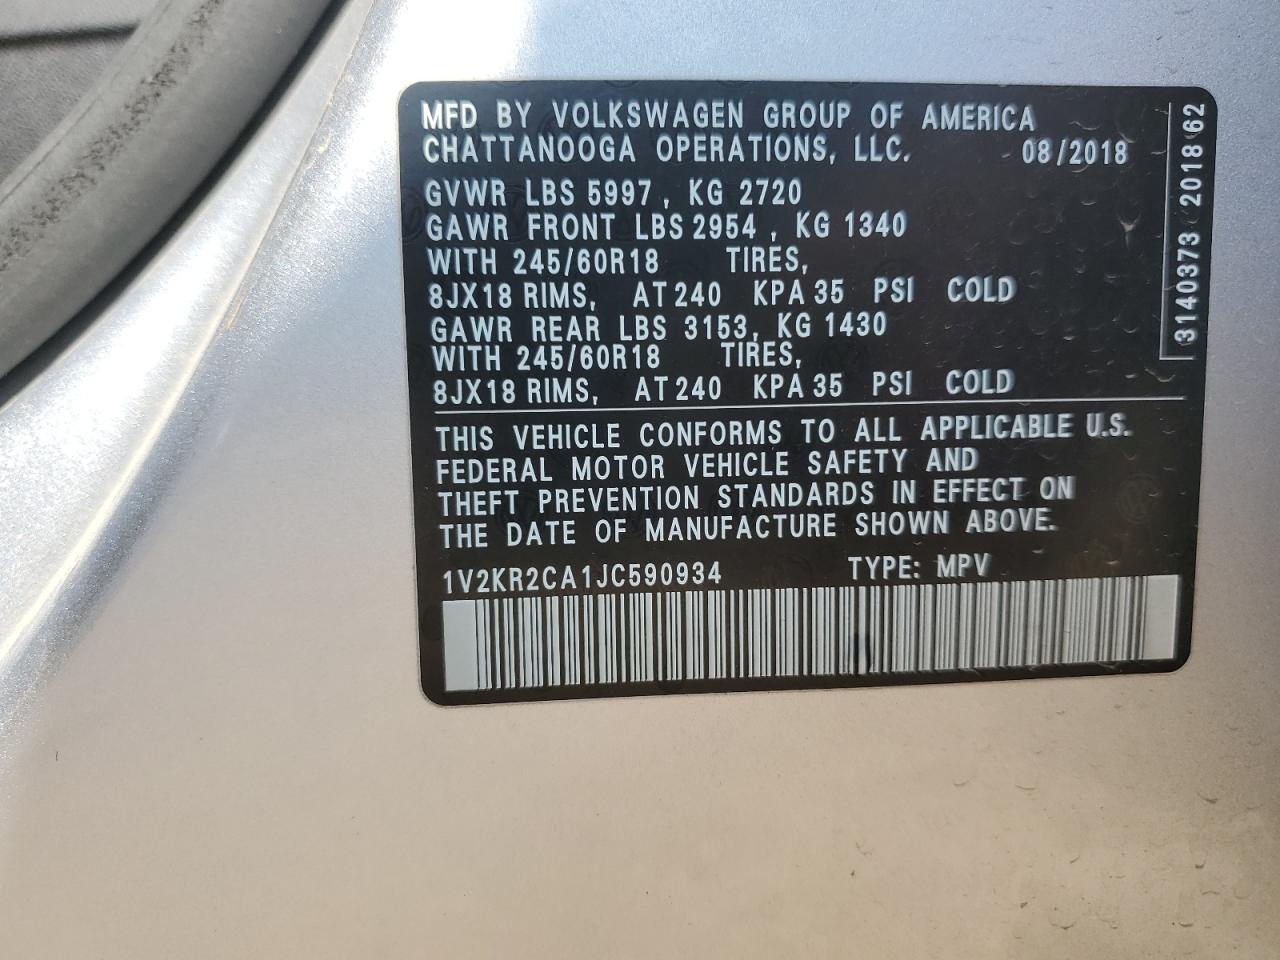 MFD BY VOLKSWAGEN GROUP OF AMERICA
CHATTANOOGA OPERATIONS, LLC. 08/2018
GVWR LBS 5997, KG 2720
GAWR FRONT LBS 2954, KG 1340
WITH 245/60R18 TIRES,
8JX18 RIMS, AT 240 KPA 35 PSI COLD
GAWR REAR LBS 3153, KG 1430
WITH 245/60R18 TIRES,
8JX18 RIMS, AT 240 KPA 35 PSI COLD
THIS VEHICLE CONFORMS TO ALL APPLICABLE U.S.
FEDERAL MOTOR VEHICLE SAFETY AND
THEFT PREVENTION STANDARDS IN EFFECT ON
THE DATE OF MANUFACTURE SHOWN ABOVE.
1V2KR2CA1JC590934 TYPE: MPV
3140373 2018 62